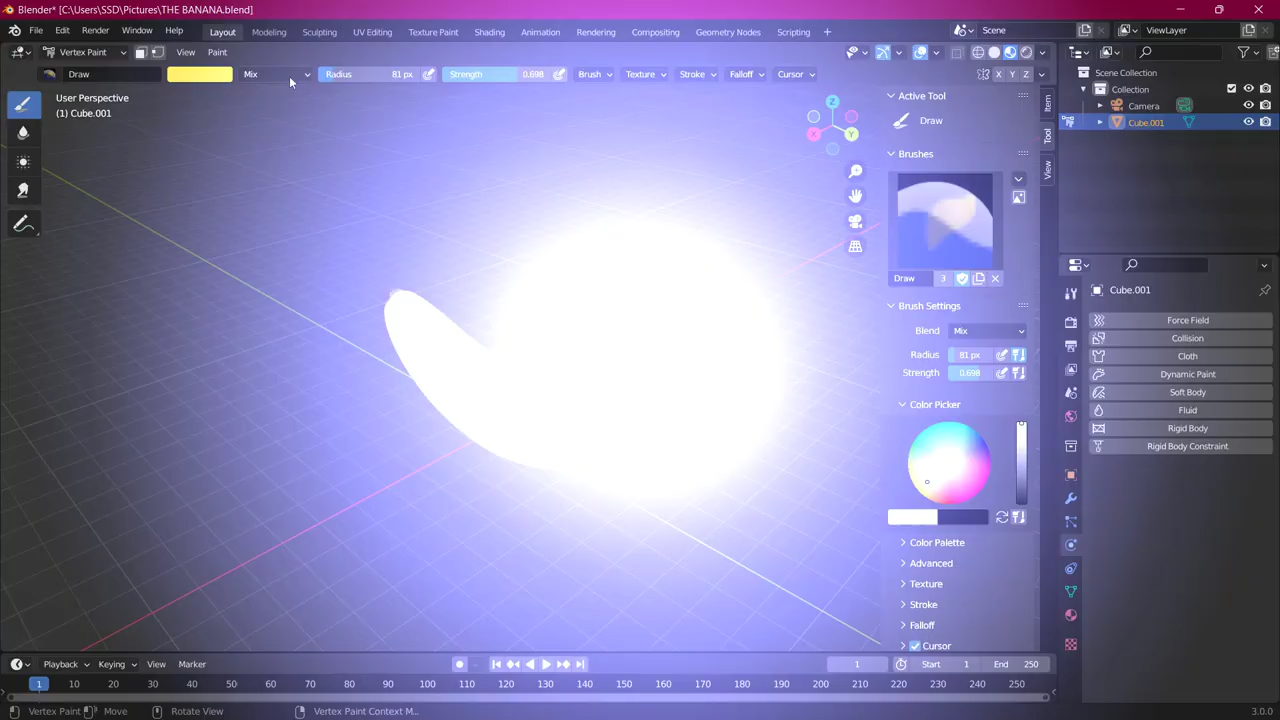 Blender* [C:\Users\SSD\Pictures\THE BANANA.blend]
File Edit Render Window Help Layout Modeling Sculpting UV Editing Texture Paint Shading Animation Rendering Compositing Geometry Nodes Scripting + Scene ViewLayer
Vertex Paint View Paint
Draw Mix Radius 81 px Strength 0.698 Brush Texture Stroke Falloff Cursor X Y Z
User Perspective
(1) Cube.001
Z
X
Y
Active Tool
Draw
Brushes
Draw 3
Brush Settings
Blend Mix
Radius 81 px
Strength 0.698
Color Picker
Color Palette
Advanced
Texture
Stroke
Falloff
Cursor
Item
Tool
View
Scene Collection
Collection
Camera
Cube.001
Cube.001
Force Field
Collision
Cloth
Dynamic Paint
Soft Body
Fluid
Rigid Body
Rigid Body Constraint
Playback Keying View Marker 1 Start 1 End 250
1 10 20 30 40 50 60 70 80 90 100 110 120 130 140 150 160 170 180 190 200 210 220 230 240 250
Vertex Paint Move Rotate View Vertex Paint Context M... 3.0.0